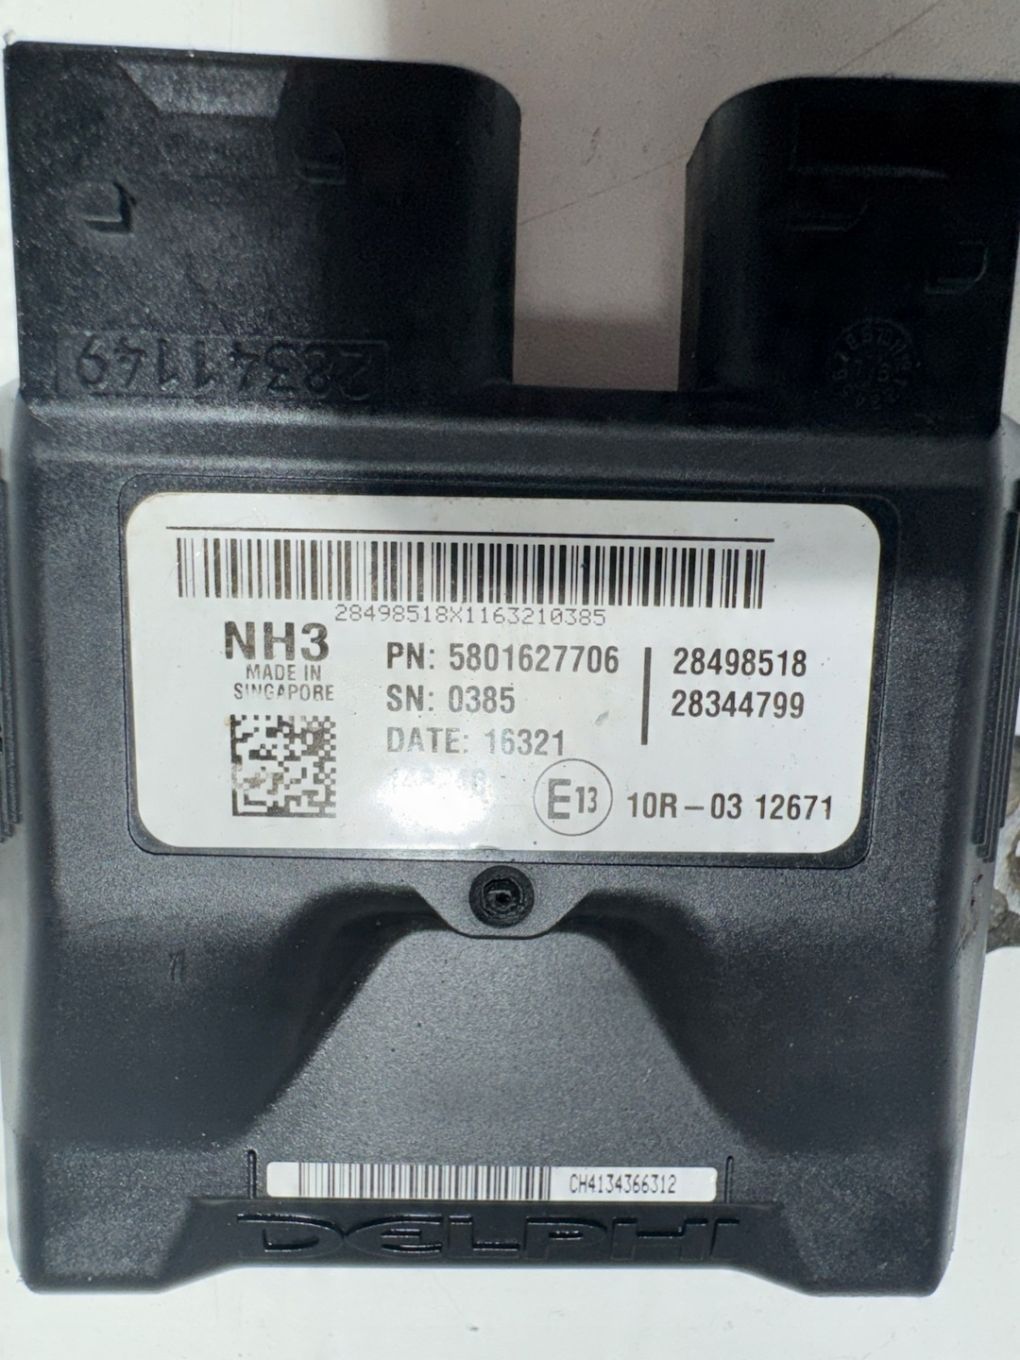 28341149
28498518X1163210385
NH3
MADE IN
SINGAPORE
PN: 5801627706
SN: 0385
DATE: 16321
28498518
28344799
E13
10R-03 12671
CH4134366312
DELPHI